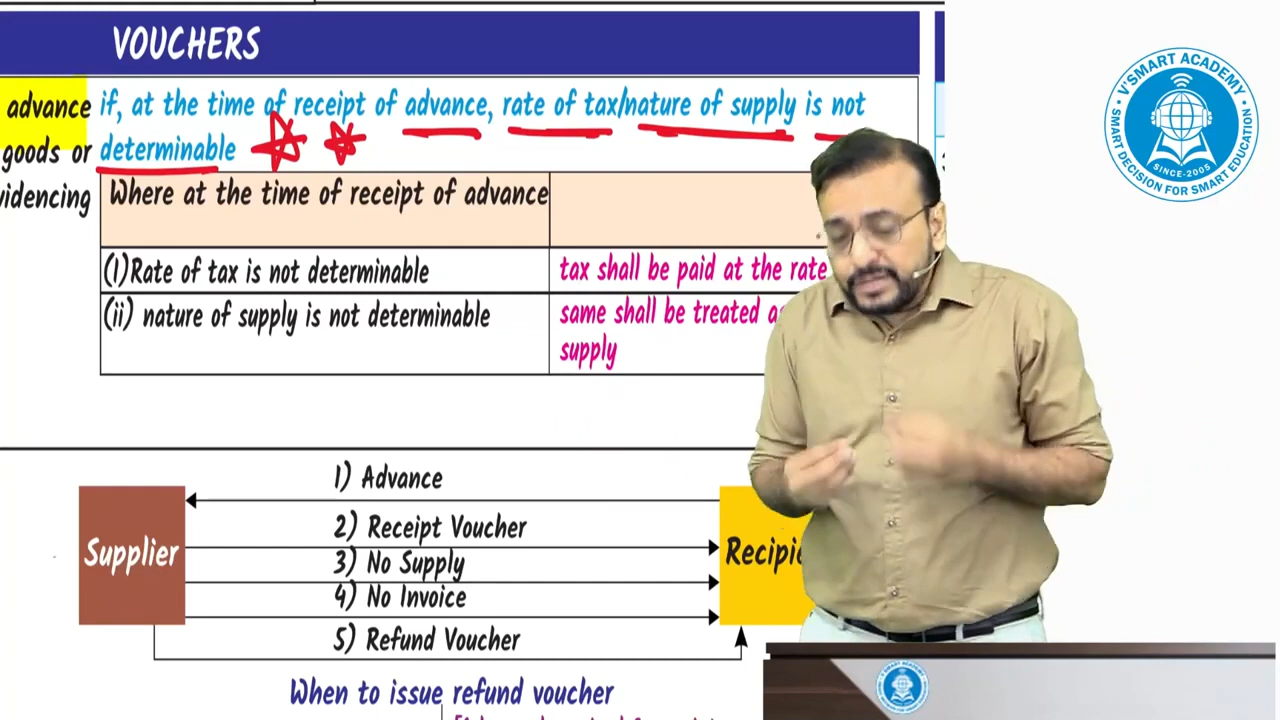 VOUCHERS
advance
goods or
videncing
if, at the time of receipt of advance, rate of tax/nature of supply is not
determinable
Where at the time of receipt of advance
(I)Rate of tax is not determinable
tax shall be paid at the rate
(ii) nature of supply is not determinable
same shall be treated
supply
1) Advance
2) Receipt Voucher
3) No Supply
4) No Invoice
5) Refund Voucher
Supplier
When to issue refund voucher
V'SMART ACADEMY
SINCE-2005
SMART DECISION FOR SMART EDUCATION